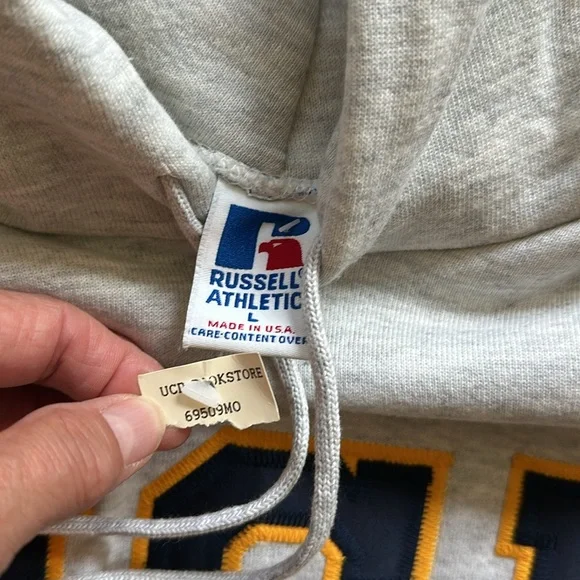 RUSSELL
ATHLETIC
L
MADE IN U.S.A.
CARE-CONTENT OVER
69509MO